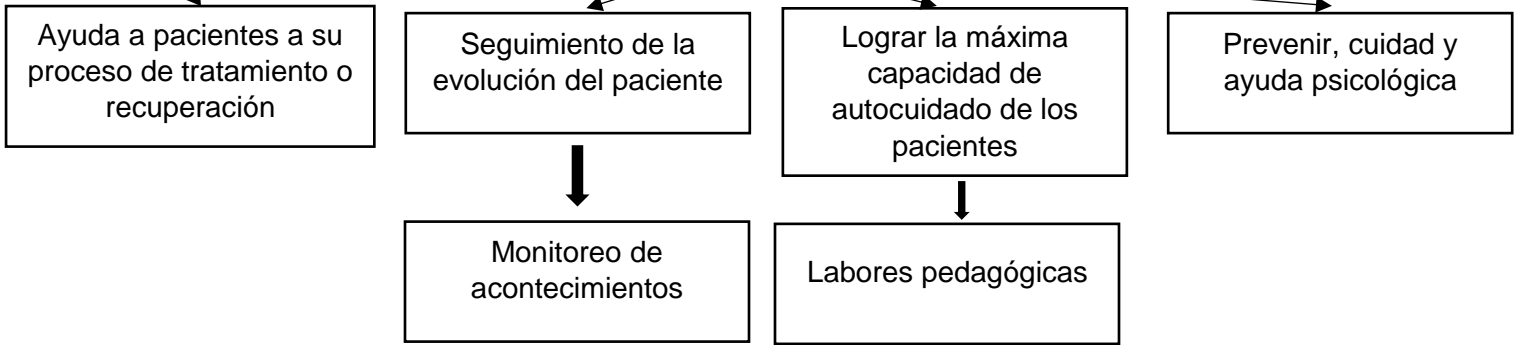 Ayuda a pacientes a su
proceso de tratamiento o
recuperación
Seguimiento de la
evolución del paciente
Lograr la máxima
capacidad de
autocuidado de los
pacientes
Prevenir, cuidad y
ayuda psicológica
Monitoreo de
acontecimientos
Labores pedagógicas